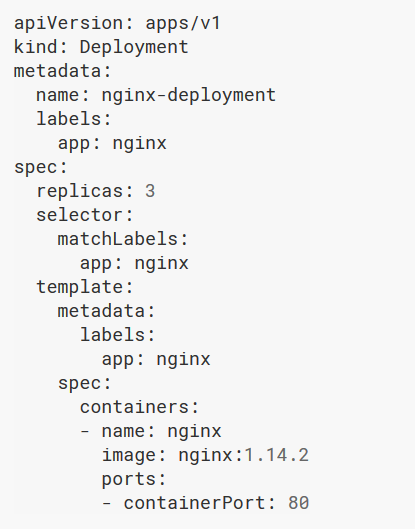 apiVersion: apps/v1
kind: Deployment
metadata:
  name: nginx-deployment
  labels:
    app: nginx
spec:
  replicas: 3
  selector:
    matchLabels:
      app: nginx
  template:
    metadata:
      labels:
        app: nginx
    spec:
      containers:
      - name: nginx
        image: nginx:1.14.2
        ports:
        - containerPort: 80